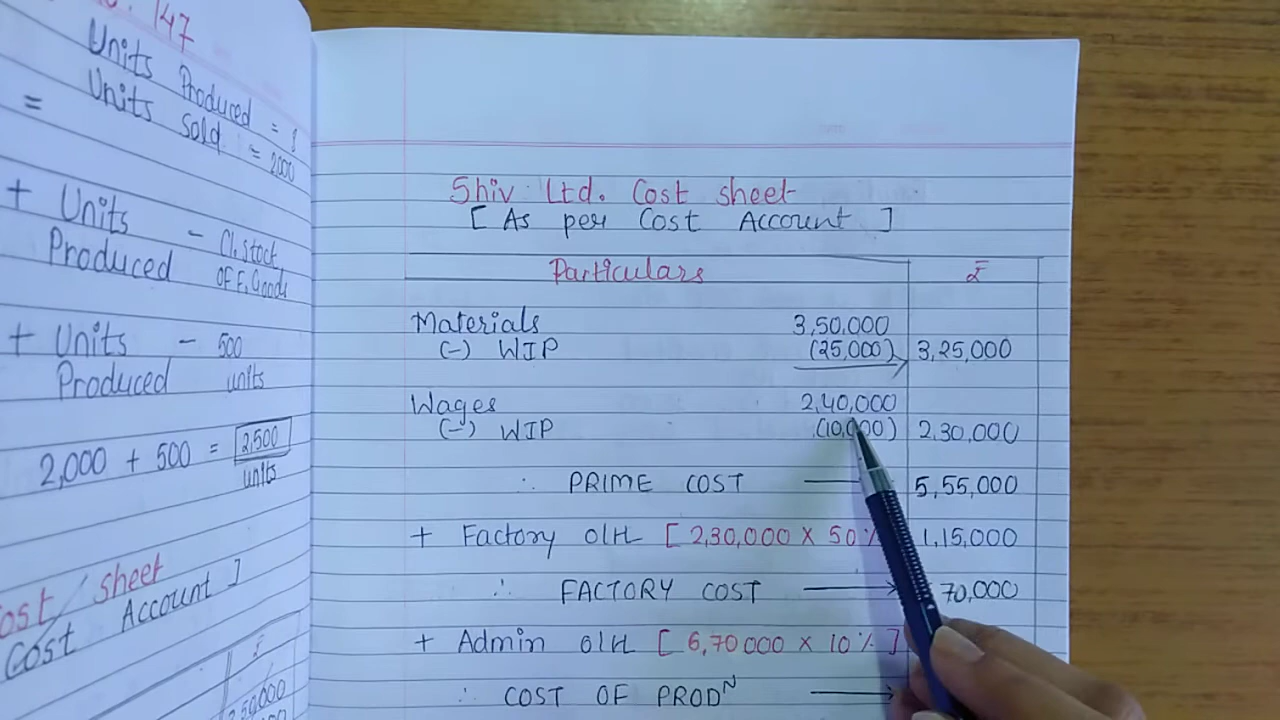 147
Units Produced =
= Units sold = 2000
+ Units Produced - Cl. stock OF F. Goods
+ Units Produced - 500 units
2,000 + 500 = 2,500 units
Cost sheet
Cost Account ]
Shiv Ltd. Cost sheet
[ As per Cost Account ]
Particulars ₹
Materials 3,50,000
(-) WIP (25,000) 3,25,000
Wages 2,40,000
(-) WIP (10,000) 2,30,000
∴ PRIME COST 5,55,000
+ Factory o/H [ 2,30,000 x 50% 1,15,000
∴ FACTORY COST → 70,000
+ Admin o/H [ 6,70000 x 10% ]
∴ COST OF PRODᴺ →